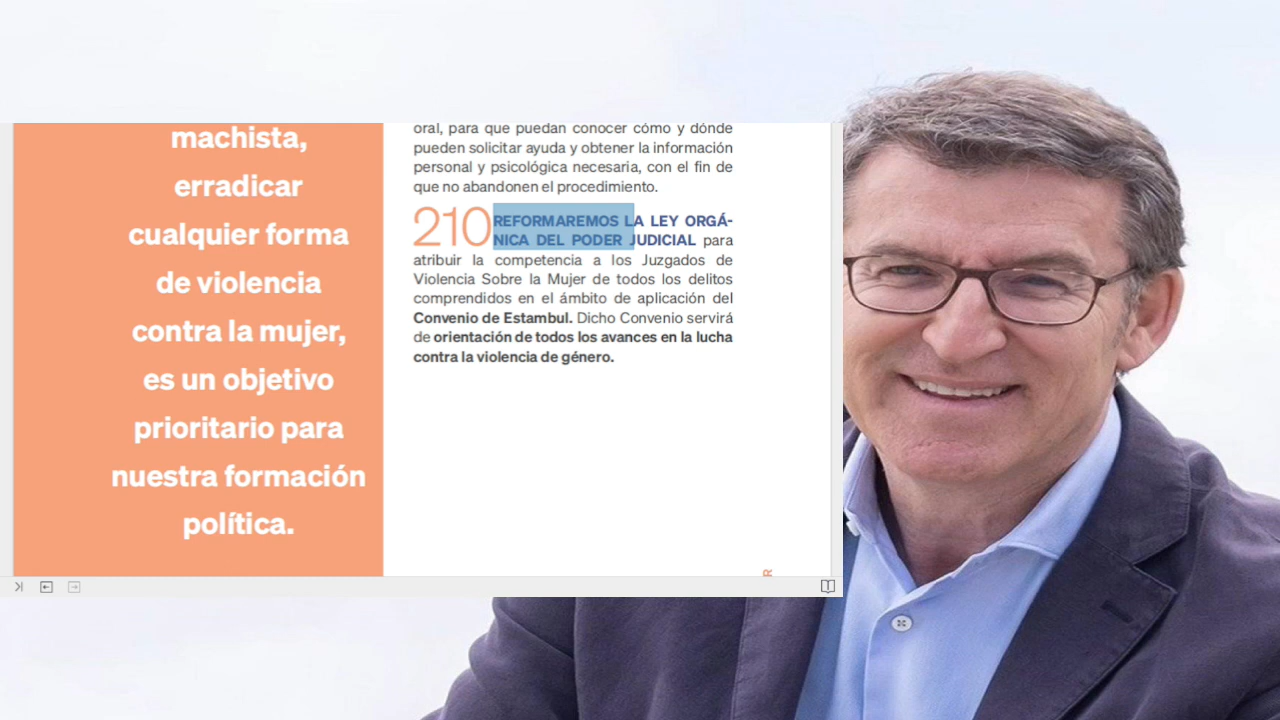 machista,
erradicar
cualquier forma
de violencia
contra la mujer,
es un objetivo
prioritario para
nuestra formación
política.
oral, para que puedan conocer cómo y dónde
pueden solicitar ayuda y obtener la información
personal y psicológica necesaria, con el fin de
que no abandonen el procedimiento.
210 REFORMAREMOS LA LEY ORGÁ-
NICA DEL PODER JUDICIAL para
atribuir la competencia a los Juzgados de
Violencia Sobre la Mujer de todos los delitos
comprendidos en el ámbito de aplicación del
Convenio de Estambul. Dicho Convenio servirá
de orientación de todos los avances en la lucha
contra la violencia de género.
R